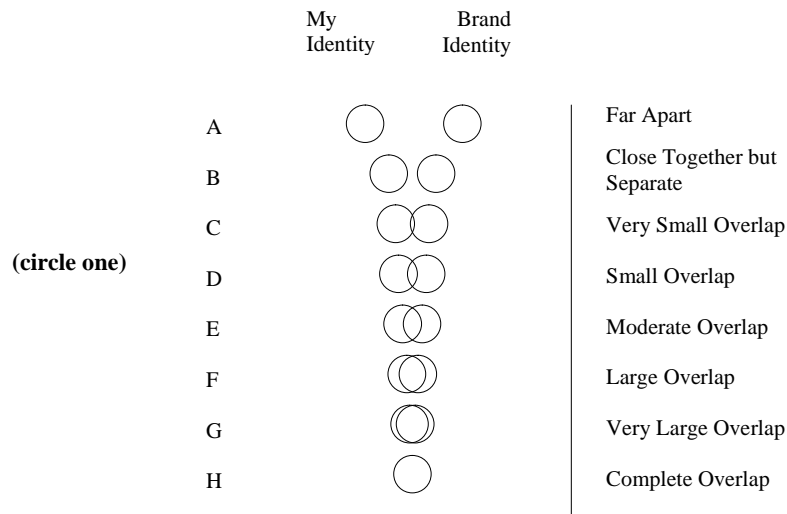 My Brand
Identity Identity
A Far Apart
B Close Together but
Separate
C Very Small Overlap
(circle one)
D Small Overlap
E Moderate Overlap
F Large Overlap
G Very Large Overlap
H Complete Overlap